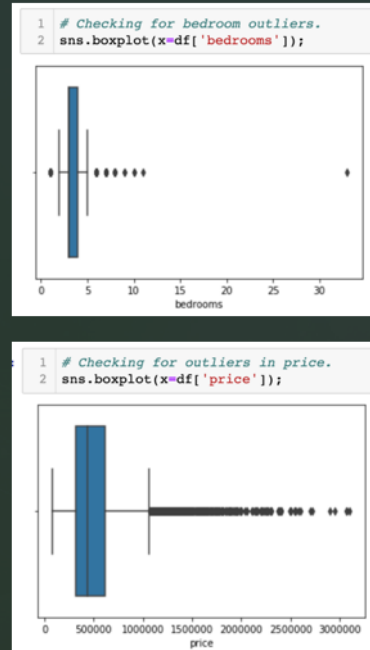 1 # Checking for bedroom outliers.
2 sns.boxplot(x=df['bedrooms']);
0 5 10 15 20 25 30
bedrooms
1 # Checking for outliers in price.
2 sns.boxplot(x=df['price']);
0 500000 1000000 1500000 2000000 2500000 3000000
price